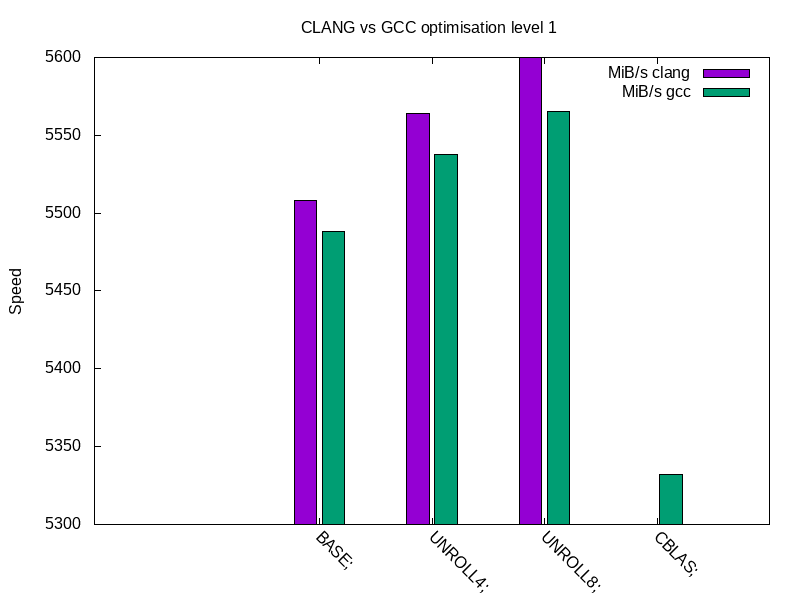 CLANG vs GCC optimisation level 1
MiB/s clang
MiB/s gcc
Speed
5600
5550
5500
5450
5400
5350
5300
BASE;
UNROLL4;
UNROLL8;
CBLAS;